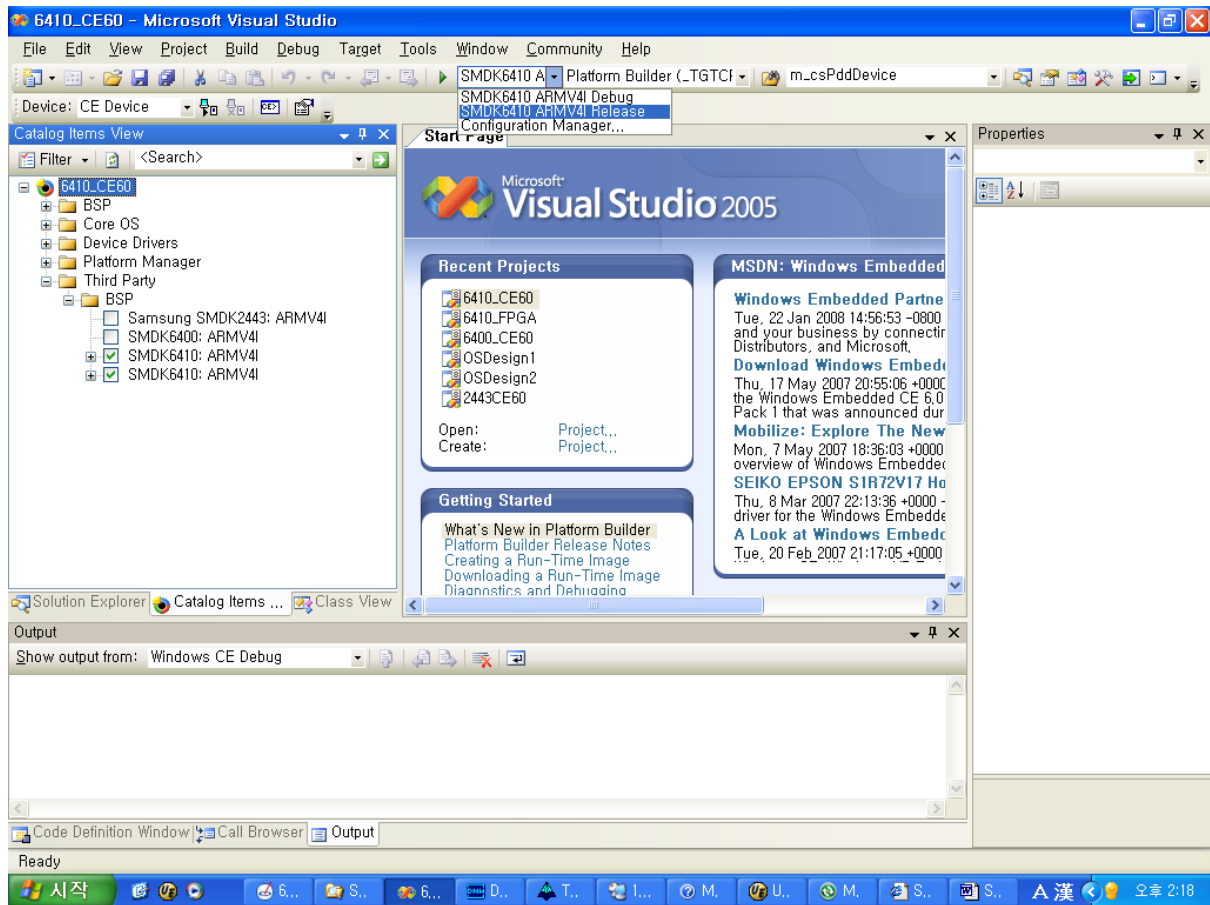 6410_CE60 - Microsoft Visual Studio
File Edit View Project Build Debug Target Tools Window Community Help
SMDK6410 A Platform Builder (_TGTCF m_csPddDevice
SMDK6410 ARMV4I Debug
SMDK6410 ARMV4I Release
Configuration Manager...
Device: CE Device
Catalog Items View
Filter <Search>
6410_CE60
BSP
Core OS
Device Drivers
Platform Manager
Third Party
BSP
Samsung SMDK2443: ARMV4I
SMDK6400: ARMV4I
SMDK6410: ARMV4I
SMDK6410: ARMV4I
Solution Explorer Catalog Items ... Class View
Start Page
Microsoft
Visual Studio 2005
Recent Projects
6410_CE60
6410_FPGA
6400_CE60
OSDesign1
OSDesign2
2443CE60
Open: Project...
Create: Project...
Getting Started
What's New in Platform Builder
Platform Builder Release Notes
Creating a Run-Time Image
Downloading a Run-Time Image
Diagnostics and Debugging
MSDN: Windows Embedded
Windows Embedded Partne
Tue, 22 Jan 2008 14:56:53 -0800
and your business by connectin
Distributors, and Microsoft.
Download Windows Embed
Thu, 17 May 2007 20:55:06 +0000
the Windows Embedded CE 6.0
Pack 1 that was announced dur
Mobilize: Explore The New
Mon, 7 May 2007 18:36:03 +0000
overview of Windows Embedded
SEIKO EPSON S1R72V17 Ho
Thu, 8 Mar 2007 22:13:36 +0000 -
driver for the Windows Embedde
A Look at Windows Embedd
Tue, 20 Feb 2007 21:17:05 +0000
Properties
Output
Show output from: Windows CE Debug
Code Definition Window Call Browser Output
Ready
시작 6... S... 6... D... T... 1... M... U... M... S... S... A 漢 오후 2:18